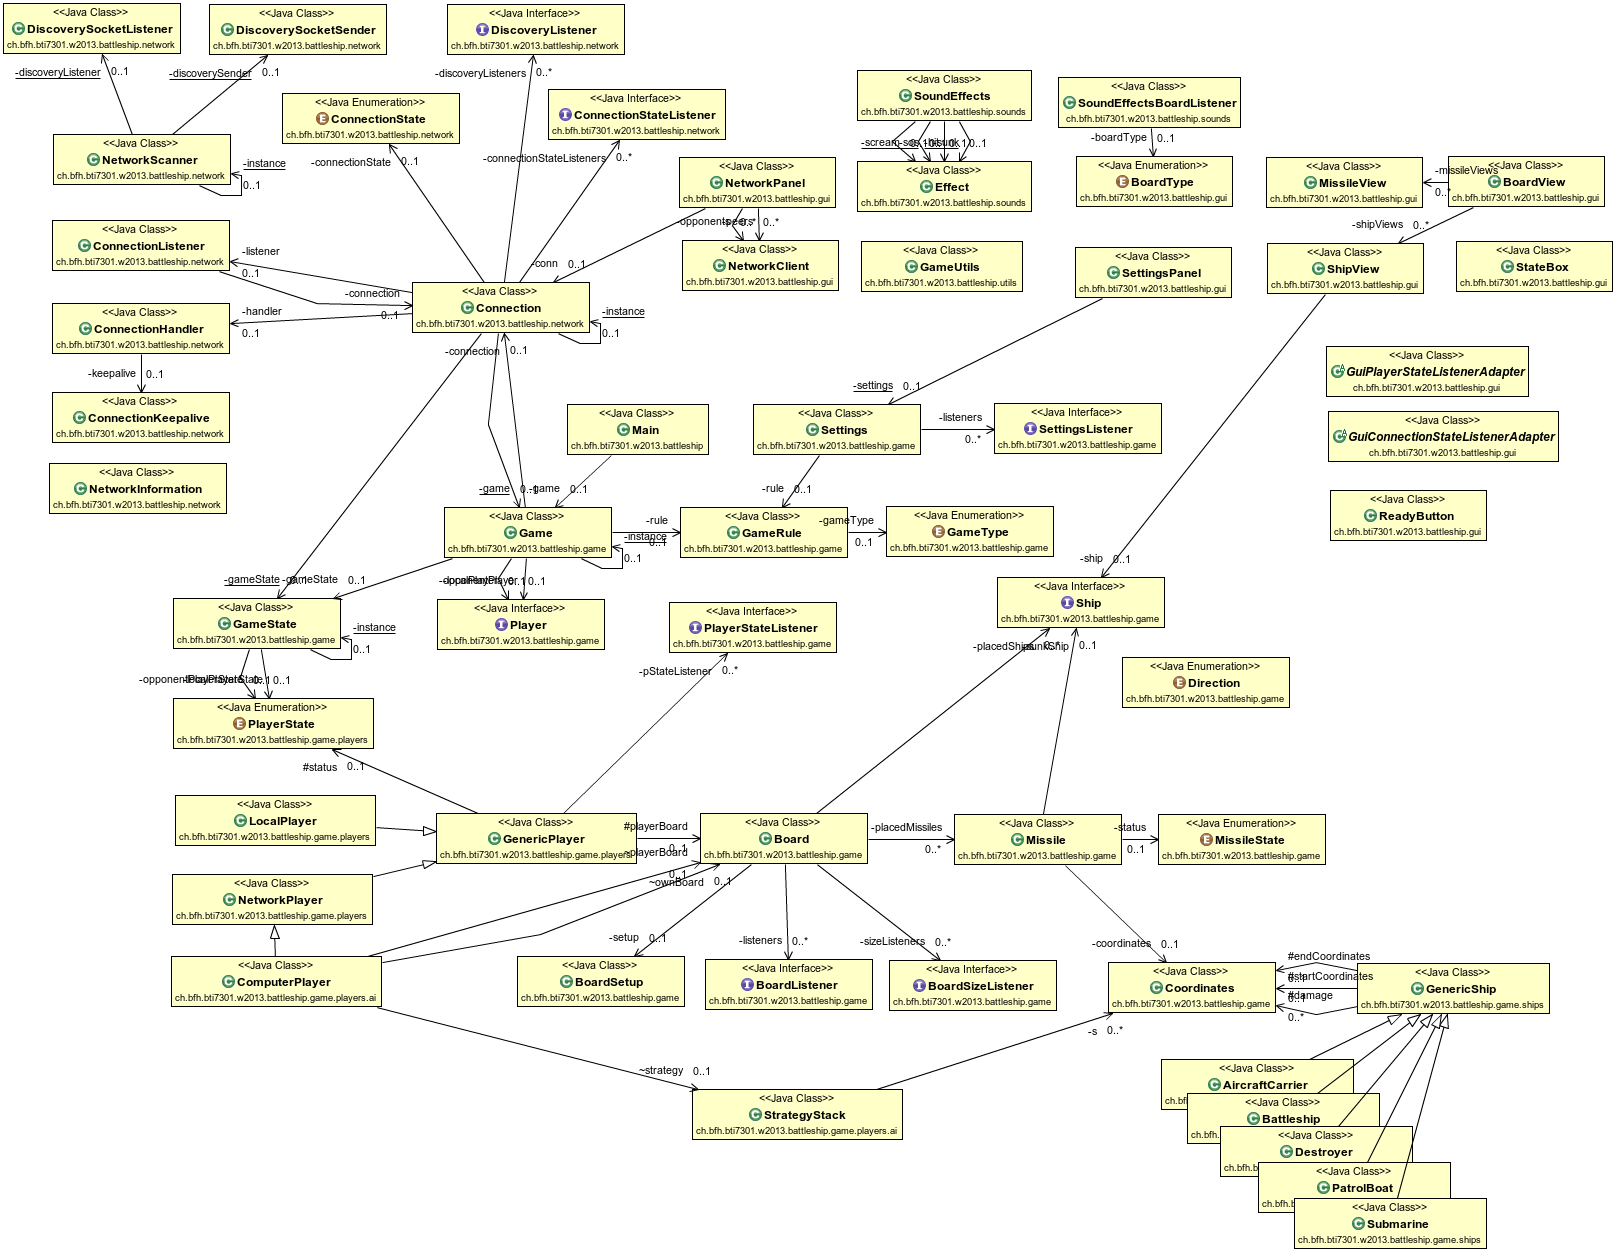 <<Java Class>>
DiscoverySocketListener
ch.bfh.bti7301.w2013.battleship.network
<<Java Class>>
DiscoverySocketSender
ch.bfh.bti7301.w2013.battleship.network
<<Java Interface>>
DiscoveryListener
ch.bfh.bti7301.w2013.battleship.network
-discoveryListener
0..1
-discoverySender
0..1
-discoveryListeners
0..*
<<Java Enumeration>>
ConnectionState
ch.bfh.bti7301.w2013.battleship.network
<<Java Interface>>
ConnectionStateListener
ch.bfh.bti7301.w2013.battleship.network
<<Java Class>>
SoundEffects
ch.bfh.bti7301.w2013.battleship.sounds
<<Java Class>>
SoundEffectsBoardListener
ch.bfh.bti7301.w2013.battleship.sounds
<<Java Class>>
NetworkScanner
ch.bfh.bti7301.w2013.battleship.network
-instance
0..1
-connectionState
0..1
-connectionStateListeners
0..*
-boardType
0..1
<<Java Class>>
NetworkPanel
ch.bfh.bti7301.w2013.battleship.gui
<<Java Class>>
Effect
ch.bfh.bti7301.w2013.battleship.sounds
<<Java Enumeration>>
BoardType
ch.bfh.bti7301.w2013.battleship.gui
<<Java Class>>
MissileView
ch.bfh.bti7301.w2013.battleship.gui
-missileViews
0..*
<<Java Class>>
BoardView
ch.bfh.bti7301.w2013.battleship.gui
-shipViews
0..*
<<Java Class>>
ConnectionListener
ch.bfh.bti7301.w2013.battleship.network
-listener
0..1
-connection
0..1
-conn
0..1
0..*
<<Java Class>>
NetworkClient
ch.bfh.bti7301.w2013.battleship.gui
<<Java Class>>
GameUtils
ch.bfh.bti7301.w2013.battleship.utils
<<Java Class>>
SettingsPanel
ch.bfh.bti7301.w2013.battleship.gui
<<Java Class>>
ShipView
ch.bfh.bti7301.w2013.battleship.gui
<<Java Class>>
StateBox
ch.bfh.bti7301.w2013.battleship.gui
<<Java Class>>
Connection
ch.bfh.bti7301.w2013.battleship.network
-instance
0..1
<<Java Class>>
ConnectionHandler
ch.bfh.bti7301.w2013.battleship.network
-handler
0..1
-keepalive
0..1
-connection
0..1
<<Java Class>>
GuiPlayerStateListenerAdapter
ch.bfh.bti7301.w2013.battleship.gui
<<Java Class>>
ConnectionKeepalive
ch.bfh.bti7301.w2013.battleship.network
<<Java Class>>
Main
ch.bfh.bti7301.w2013.battleship
-settings
0..1
<<Java Class>>
Settings
ch.bfh.bti7301.w2013.battleship.game
-listeners
0..*
<<Java Interface>>
SettingsListener
ch.bfh.bti7301.w2013.battleship.game
<<Java Class>>
GuiConnectionStateListenerAdapter
ch.bfh.bti7301.w2013.battleship.gui
<<Java Class>>
NetworkInformation
ch.bfh.bti7301.w2013.battleship.network
-game
0..1
-game
0..1
-rule
0..1
<<Java Class>>
ReadyButton
ch.bfh.bti7301.w2013.battleship.gui
<<Java Class>>
Game
ch.bfh.bti7301.w2013.battleship.game
-rule
0..1
-instance
0..1
<<Java Class>>
GameRule
ch.bfh.bti7301.w2013.battleship.game
-gameType
0..1
<<Java Enumeration>>
GameType
ch.bfh.bti7301.w2013.battleship.game
-ship
0..1
-gameState
0..1
-gameState
0..1
0..1
0..1
<<Java Class>>
GameState
ch.bfh.bti7301.w2013.battleship.game
-instance
0..1
<<Java Interface>>
Player
ch.bfh.bti7301.w2013.battleship.game
<<Java Interface>>
PlayerStateListener
ch.bfh.bti7301.w2013.battleship.game
<<Java Interface>>
Ship
ch.bfh.bti7301.w2013.battleship.game
-placedShips
0..*
-sunkShip
0..1
-pStateListener
0..*
<<Java Enumeration>>
Direction
ch.bfh.bti7301.w2013.battleship.game
0..1
0..1
<<Java Enumeration>>
PlayerState
ch.bfh.bti7301.w2013.battleship.game.players
#status
0..1
<<Java Class>>
LocalPlayer
ch.bfh.bti7301.w2013.battleship.game.players
<<Java Class>>
GenericPlayer
ch.bfh.bti7301.w2013.battleship.game.players
#playerBoard
0..1
~playerBoard
0..1
~ownBoard
0..1
<<Java Class>>
Board
ch.bfh.bti7301.w2013.battleship.game
-placedMissiles
0..*
<<Java Class>>
Missile
ch.bfh.bti7301.w2013.battleship.game
-status
0..1
<<Java Enumeration>>
MissileState
ch.bfh.bti7301.w2013.battleship.game
<<Java Class>>
NetworkPlayer
ch.bfh.bti7301.w2013.battleship.game.players
-setup
0..1
-listeners
0..*
-sizeListeners
0..*
-coordinates
0..1
<<Java Class>>
ComputerPlayer
ch.bfh.bti7301.w2013.battleship.game.players.ai
<<Java Class>>
BoardSetup
ch.bfh.bti7301.w2013.battleship.game
<<Java Interface>>
BoardListener
ch.bfh.bti7301.w2013.battleship.game
<<Java Interface>>
BoardSizeListener
ch.bfh.bti7301.w2013.battleship.game
<<Java Class>>
Coordinates
ch.bfh.bti7301.w2013.battleship.game
#endCoordinates
0..1
#startCoordinates
0..1
#damage
0..*
<<Java Class>>
GenericShip
ch.bfh.bti7301.w2013.battleship.game.ships
-s
0..*
~strategy
0..1
<<Java Class>>
StrategyStack
ch.bfh.bti7301.w2013.battleship.game.players.ai
<<Java Class>>
AircraftCarrier
<<Java Class>>
Battleship
<<Java Class>>
Destroyer
<<Java Class>>
PatrolBoat
<<Java Class>>
Submarine
ch.bfh.bti7301.w2013.battleship.game.ships